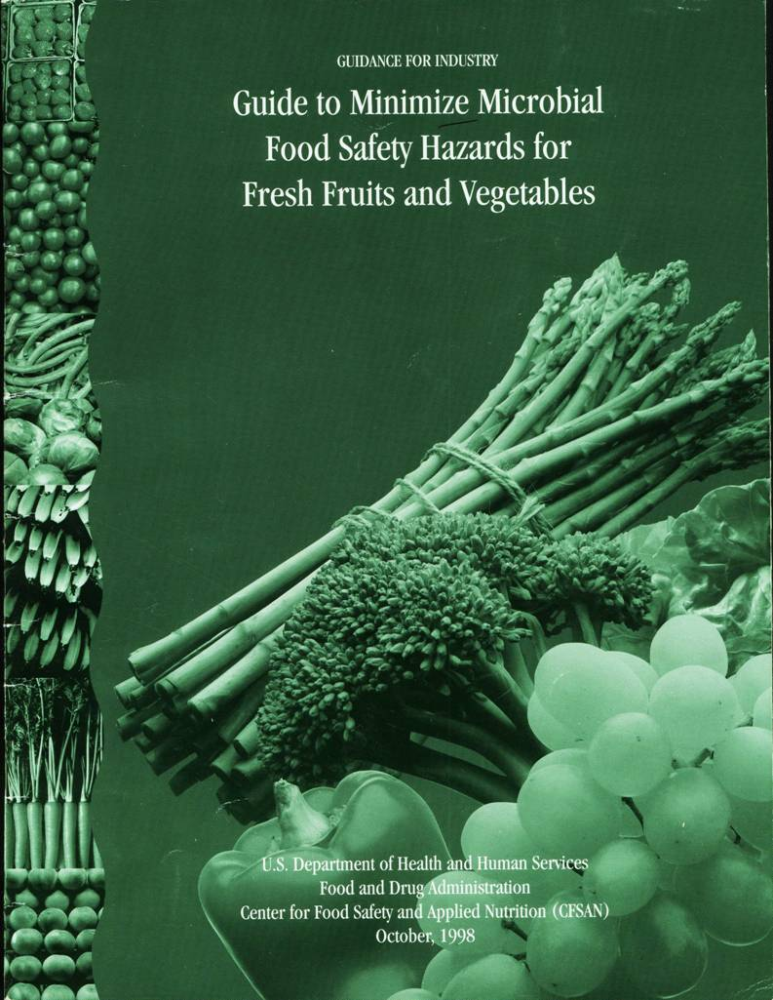 GUIDANCE FOR INDUSTRY
Guide to Minimize Microbial
Food Safety Hazards for
Fresh Fruits and Vegetables
U.S. Department of Health and Human Services
Food and Drug Administration
Center for Food Safety and Applied Nutrition (CFSAN)
October, 1998